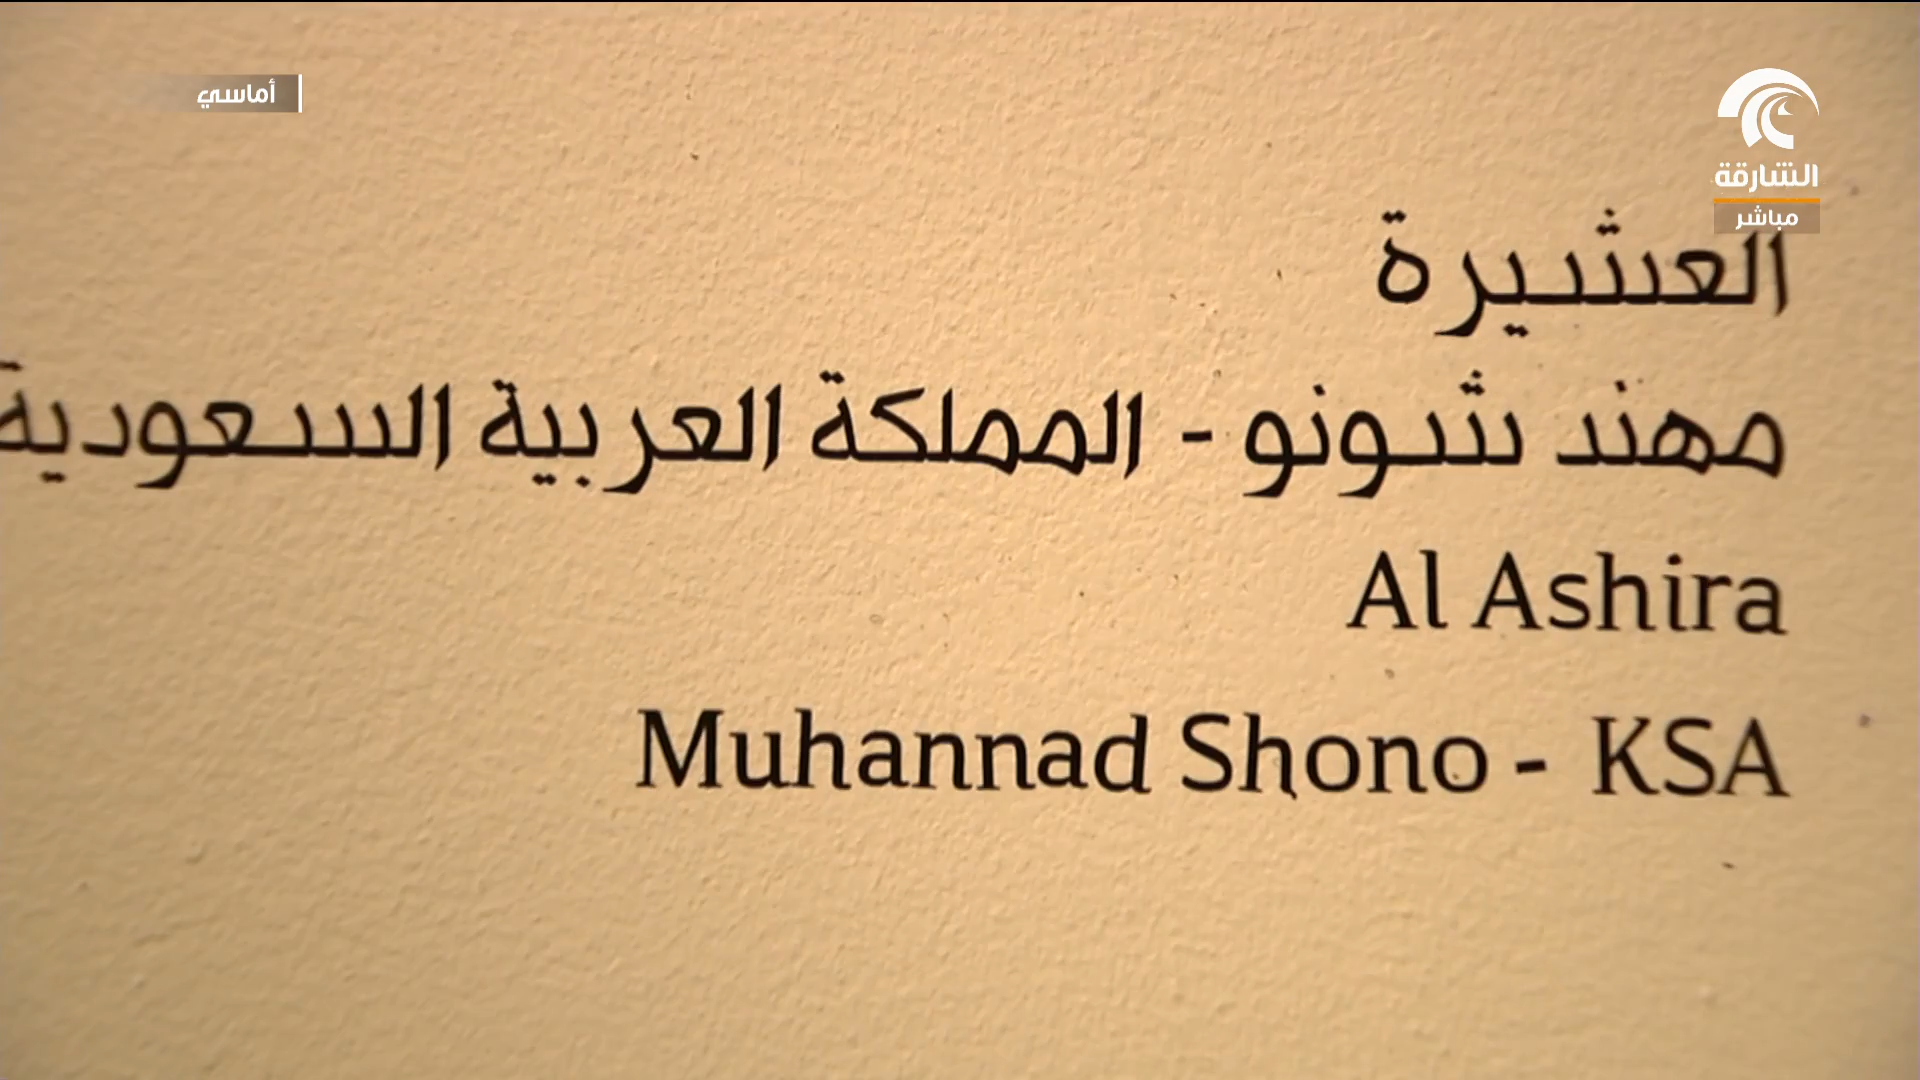 أماسي
الشارقة
مباشر
العشيرة
مهند شونو - المملكة العربية السعودية
Al Ashira
Muhannad Shono - KSA